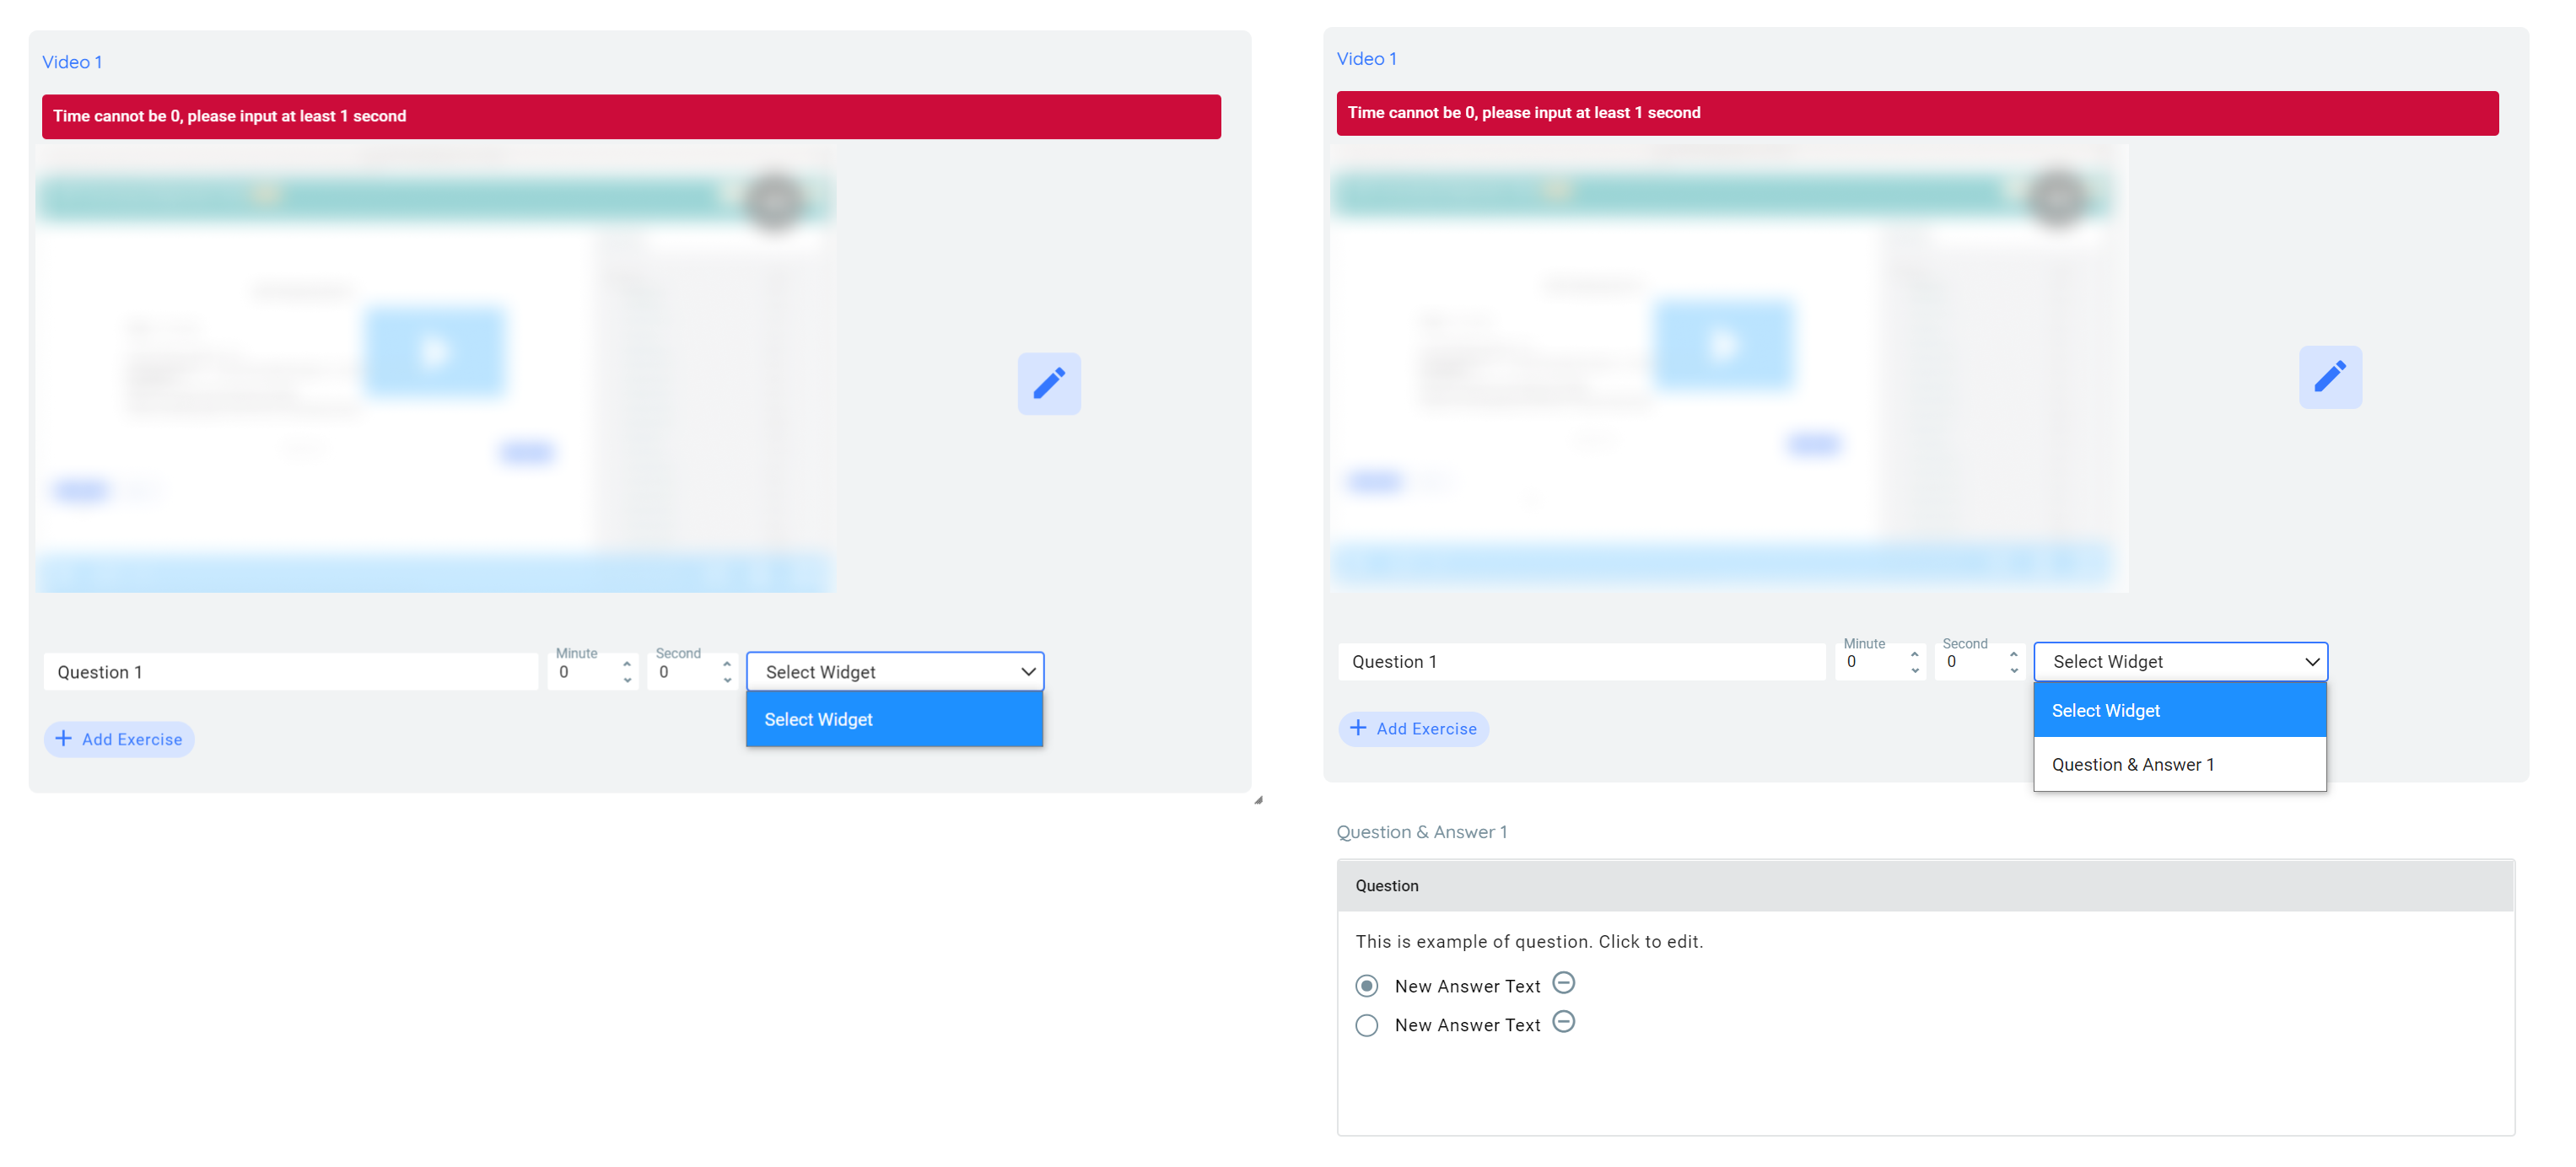 Video 1
Time cannot be 0, please input at least 1 second
Question 1
Minute
0
Second
0
Select Widget
Select Widget
Add Exercise
Video 1
Time cannot be 0, please input at least 1 second
Question 1
Minute
0
Second
0
Select Widget
Select Widget
Question & Answer 1
Add Exercise
Question & Answer 1
Question
This is example of question. Click to edit.
New Answer Text
New Answer Text